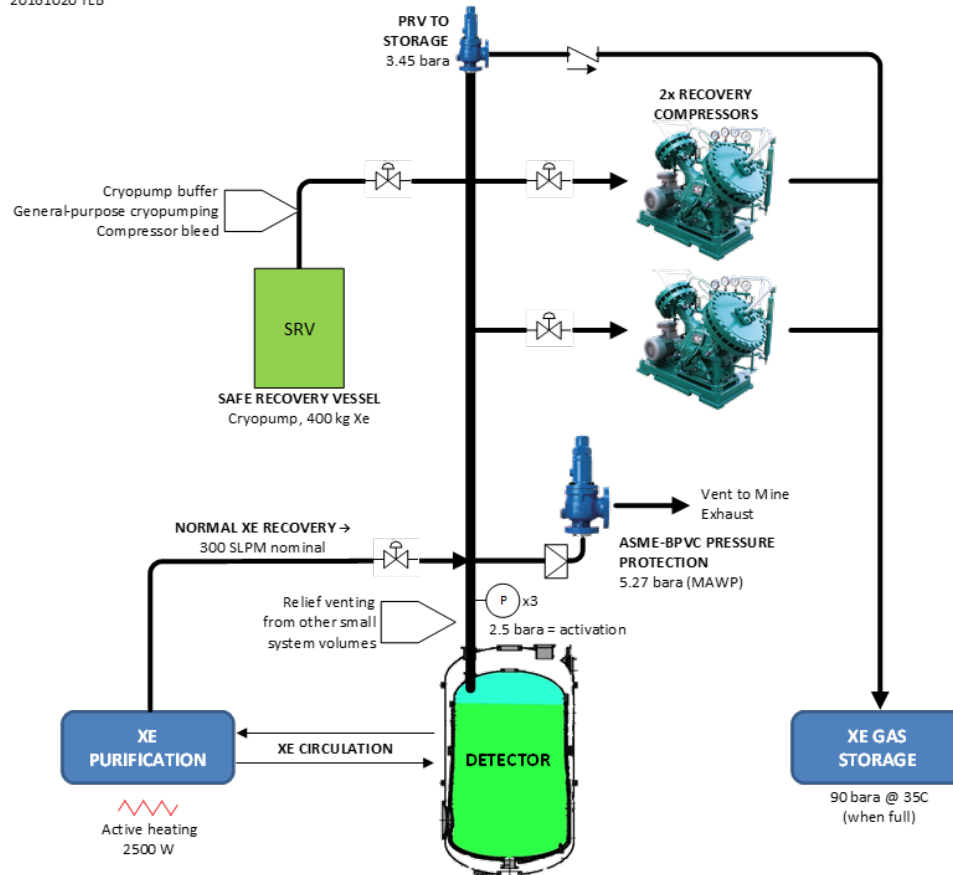 20161020 TLB
PRV TO
STORAGE
3.45 bara
2x RECOVERY
COMPRESSORS
Cryopump buffer
General-purpose cryopumping
Compressor bleed
SRV
SAFE RECOVERY VESSEL
Cryopump, 400 kg Xe
NORMAL XE RECOVERY →
300 SLPM nominal
Vent to Mine
Exhaust
ASME-BPVC PRESSURE
PROTECTION
5.27 bara (MAWP)
Relief venting
from other small
system volumes
P x3
2.5 bara = activation
XE
PURIFICATION
XE CIRCULATION
DETECTOR
XE GAS
STORAGE
Active heating
2500 W
90 bara @ 35C
(when full)